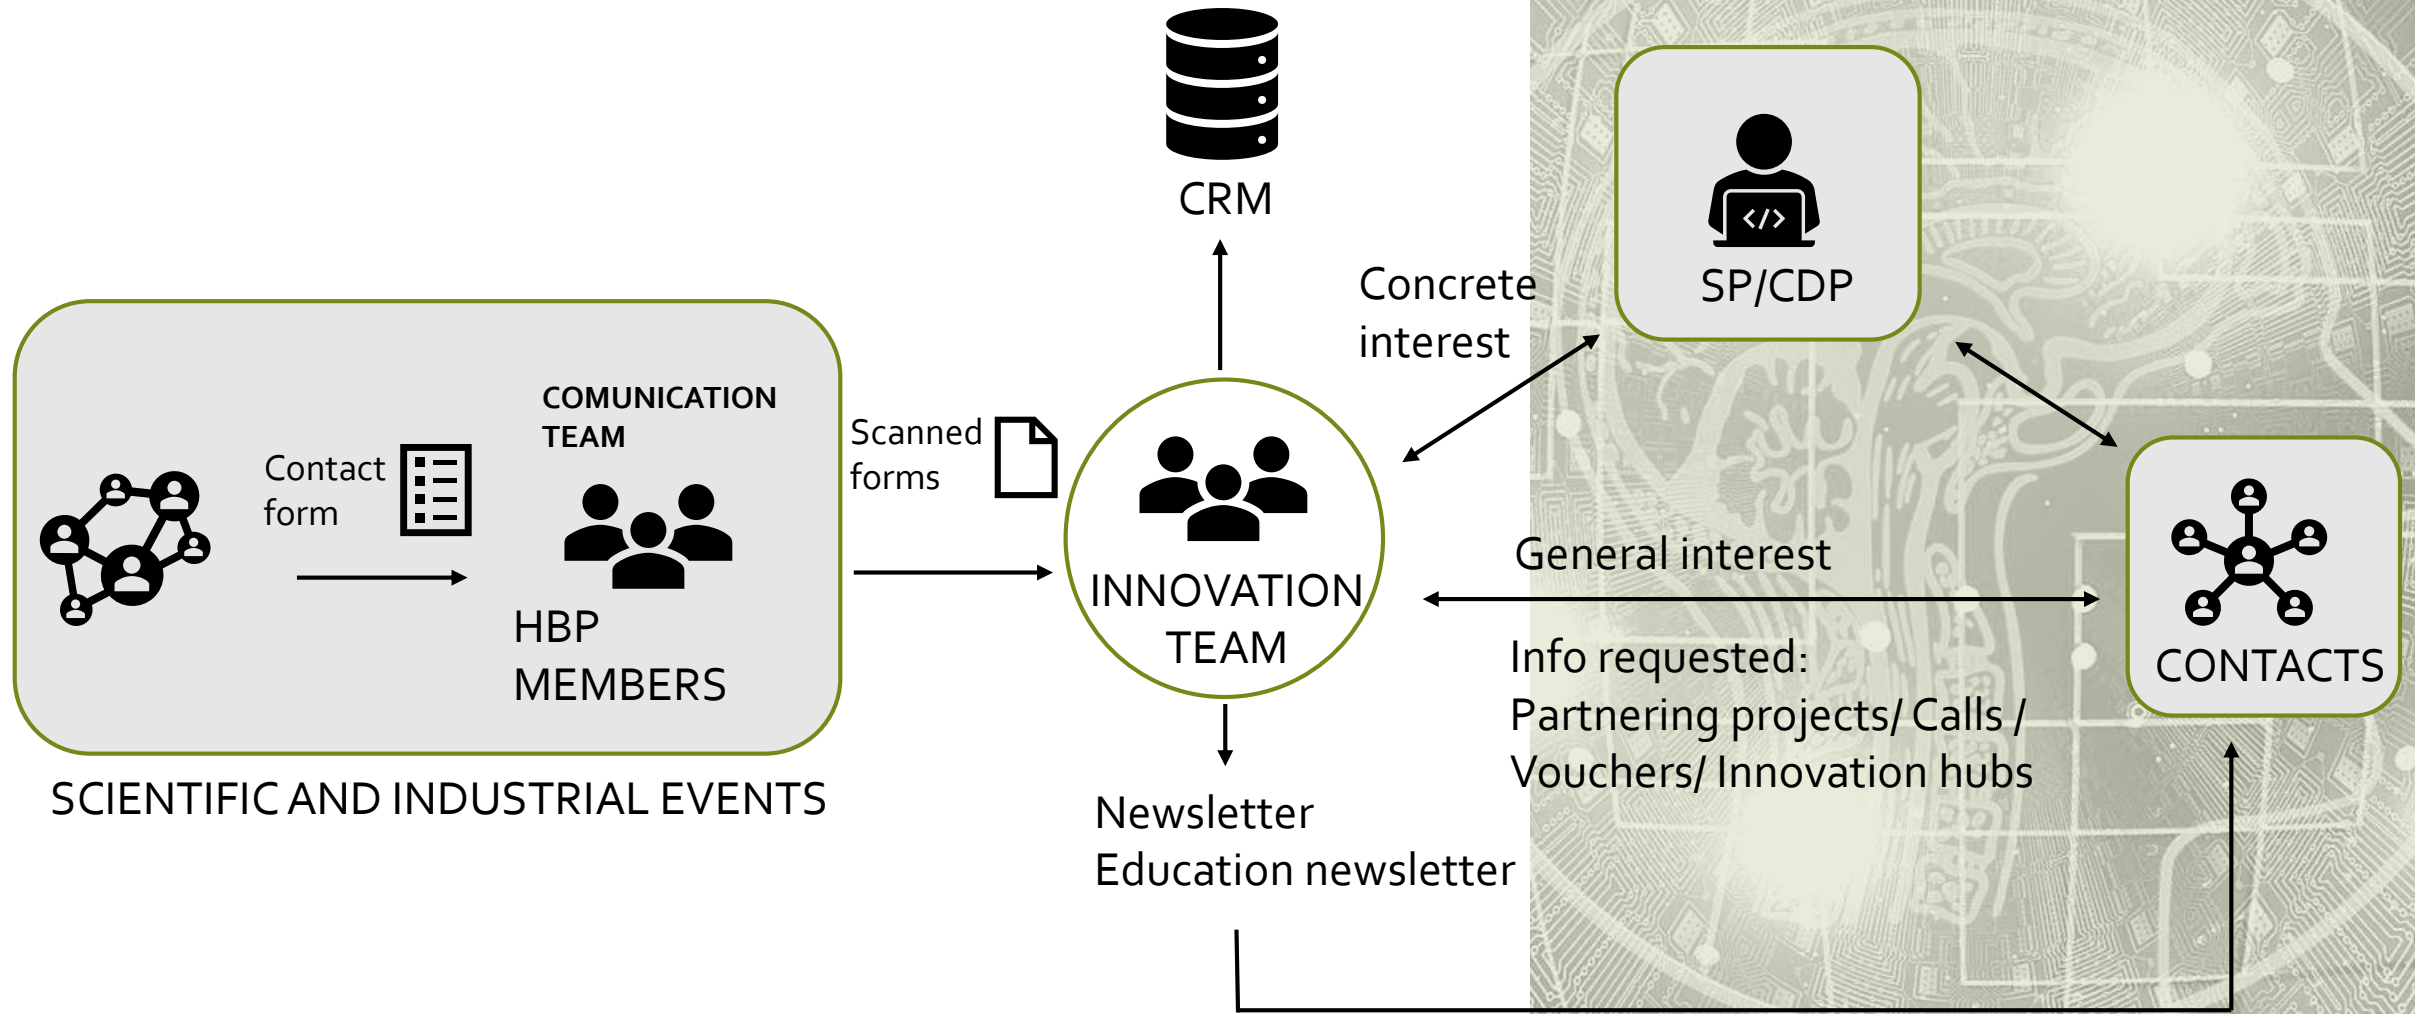 CRM
SP/CDP
Concrete
interest
COMUNICATION
TEAM
Contact
form
HBP
MEMBERS
Scanned
forms
INNOVATION
TEAM
General interest
Info requested:
Partnering projects/ Calls /
Vouchers/ Innovation hubs
CONTACTS
SCIENTIFIC AND INDUSTRIAL EVENTS
Newsletter
Education newsletter